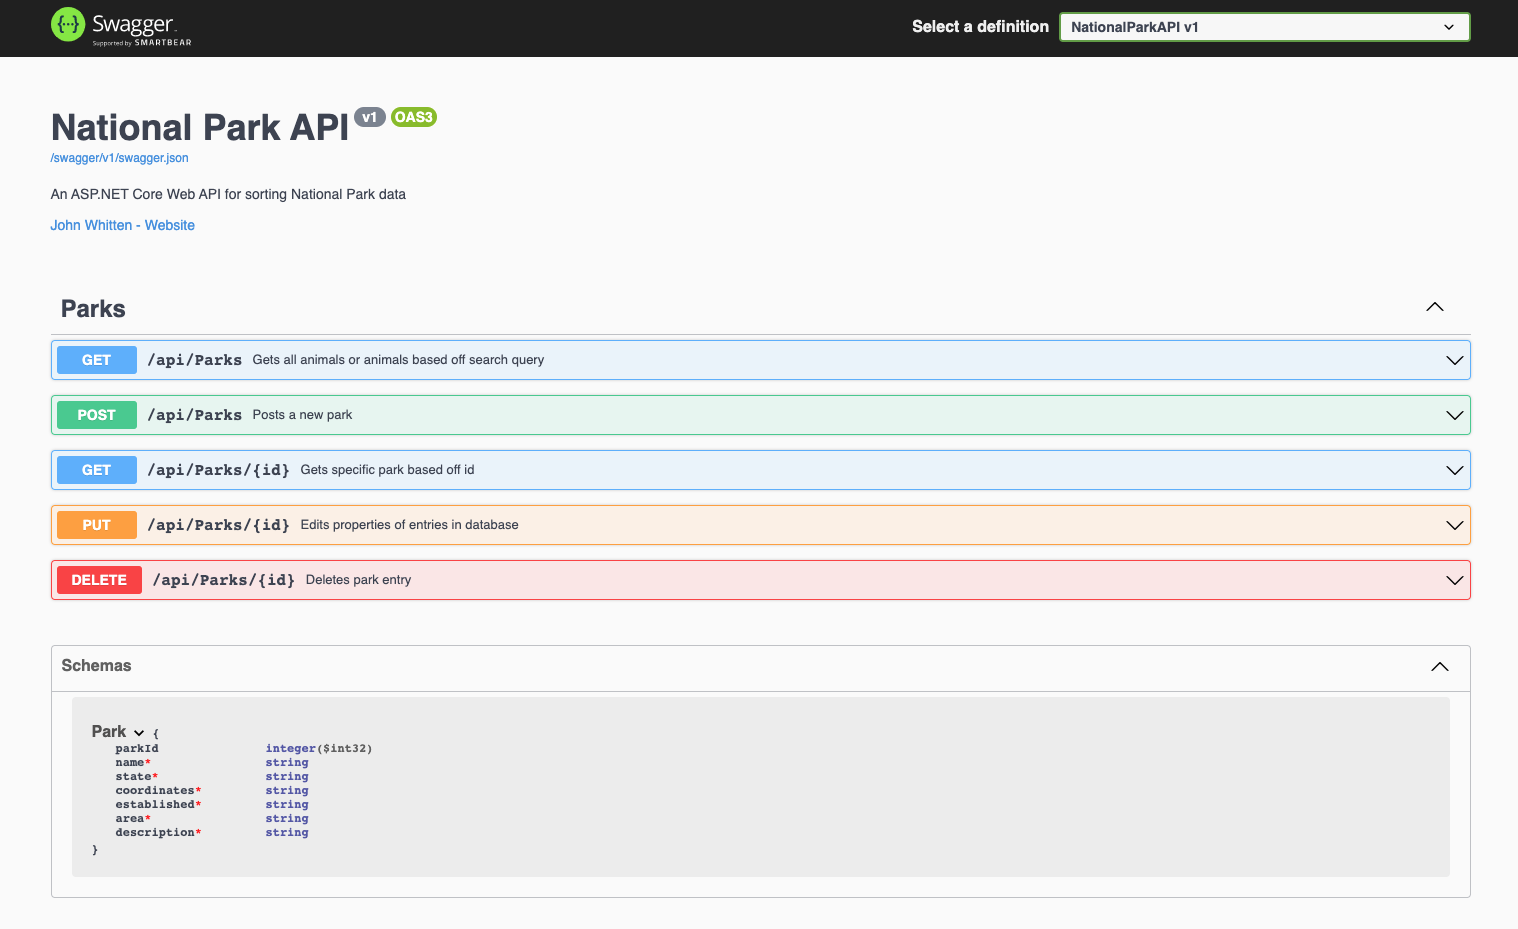 Swagger
Supported by SMARTBEAR
Select a definition
NationalParkAPI v1
National Park API v1 OAS3
/swagger/v1/swagger.json
An ASP.NET Core Web API for sorting National Park data
John Whitten - Website
Parks
GET /api/Parks Gets all animals or animals based off search query
POST /api/Parks Posts a new park
GET /api/Parks/{id} Gets specific park based off id
PUT /api/Parks/{id} Edits properties of entries in database
DELETE /api/Parks/{id} Deletes park entry
Schemas
Park {
parkId integer($int32)
name* string
state* string
coordinates* string
established* string
area* string
description* string
}